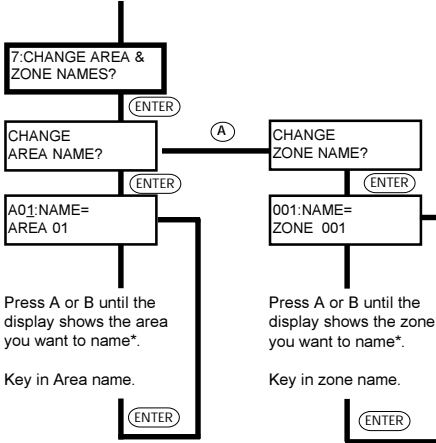 7:CHANGE AREA &
ZONE NAMES?
ENTER
CHANGE
AREA NAME?
A
CHANGE
ZONE NAME?
ENTER
ENTER
A01:NAME=
AREA 01
001:NAME=
ZONE 001
Press A or B until the
display shows the area
you want to name*.
Key in Area name.
ENTER
Press A or B until the
display shows the zone
you want to name*.
Key in zone name.
ENTER